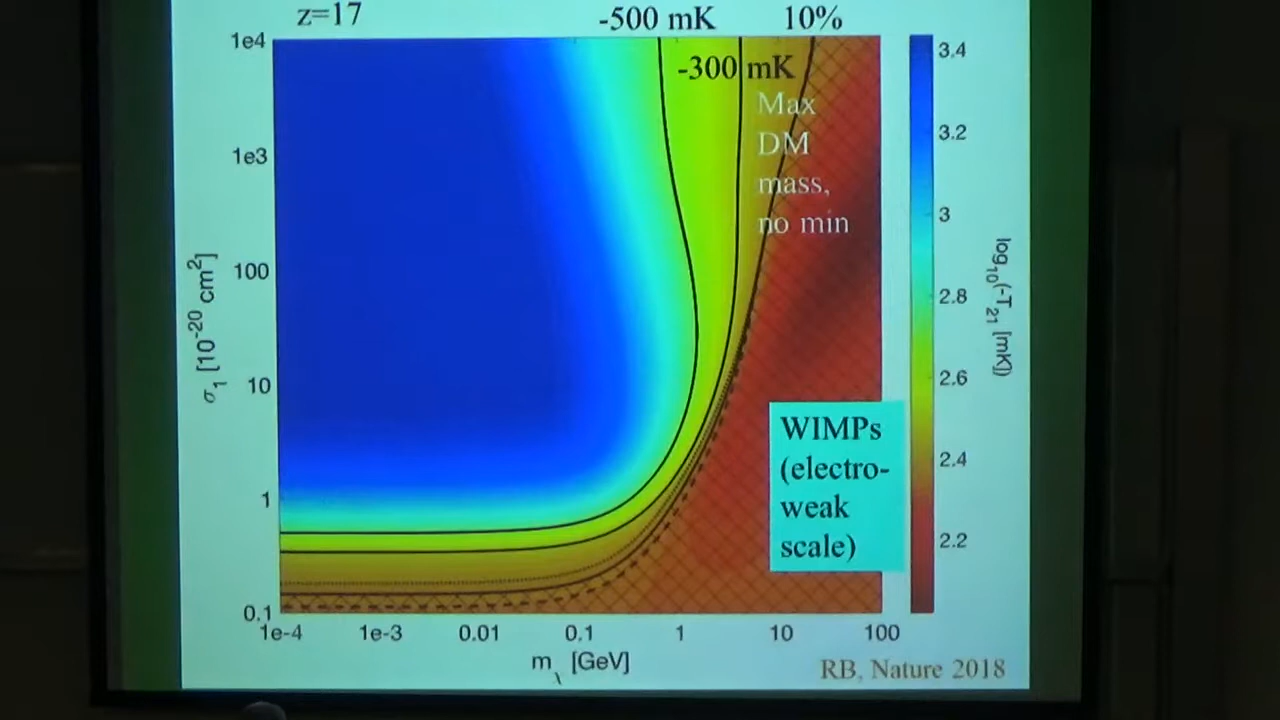 z=17
-500 mK
10%
-300 mK
Max
DM
mass,
no min
1e4
1e3
100
10
1
0.1
σ1 [10-20 cm2]
1e-4
1e-3
0.01
0.1
1
10
100
mχ [GeV]
3.4
3.2
3
2.8
2.6
2.4
2.2
log10(-T21 [mK])
WIMPs
(electro-
weak
scale)
RB, Nature 2018